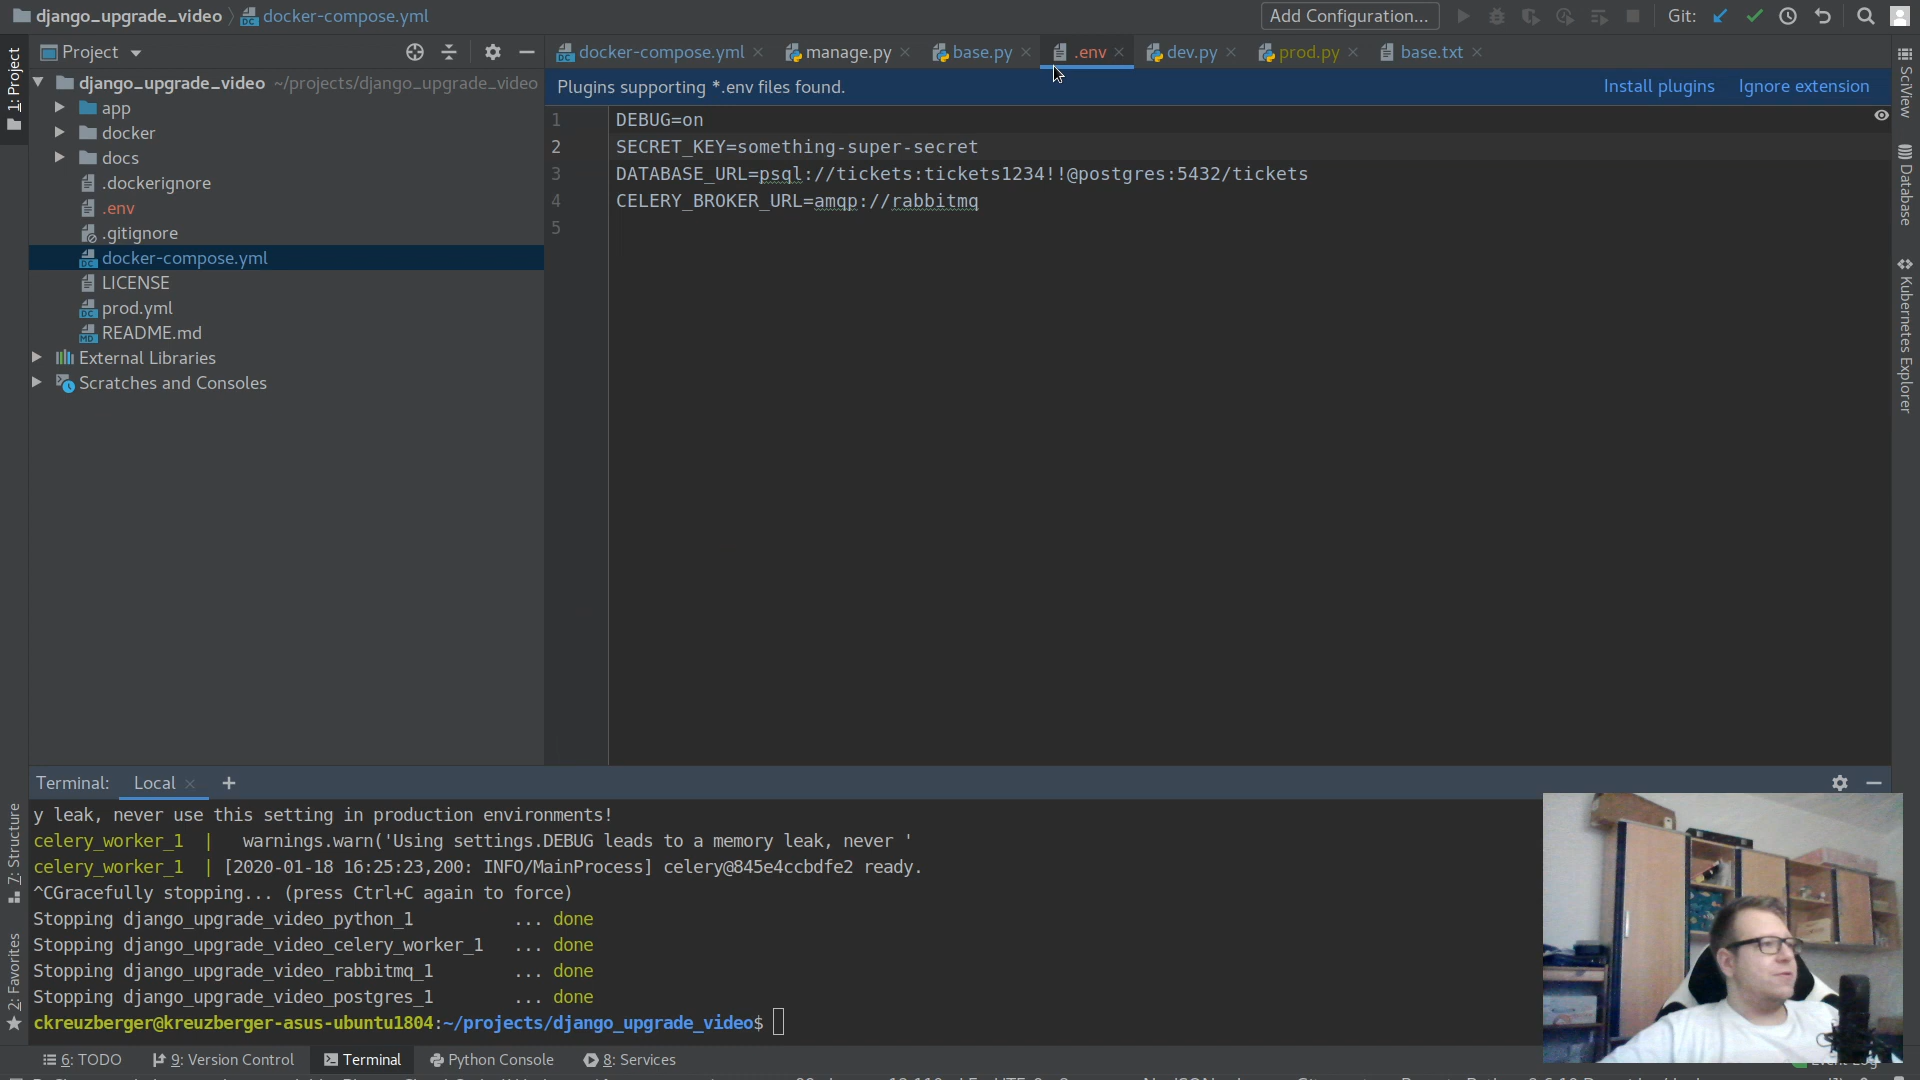 django_upgrade_video
docker-compose.yml
Add Configuration...
Git:
Project
docker-compose.yml
manage.py
base.py
.env
dev.py
prod.py
base.txt
1: Project
django_upgrade_video ~/projects/django_upgrade_video
app
docker
docs
.dockerignore
.env
.gitignore
docker-compose.yml
LICENSE
prod.yml
README.md
External Libraries
Scratches and Consoles
Plugins supporting *.env files found.
Install plugins
Ignore extension
1 DEBUG=on
2 SECRET_KEY=something-super-secret
3 DATABASE_URL=psql://tickets:tickets1234!!@postgres:5432/tickets
4 CELERY_BROKER_URL=amqp://rabbitmq
5
SciView
Database
Kubernetes Explorer
Terminal:
Local
y leak, never use this setting in production environments!
celery_worker_1 | warnings.warn('Using settings.DEBUG leads to a memory leak, never '
celery_worker_1 | [2020-01-18 16:25:23,200: INFO/MainProcess] celery@845e4ccbdfe2 ready.
^CGracefully stopping... (press Ctrl+C again to force)
Stopping django_upgrade_video_python_1 ... done
Stopping django_upgrade_video_celery_worker_1 ... done
Stopping django_upgrade_video_rabbitmq_1 ... done
Stopping django_upgrade_video_postgres_1 ... done
ckreuzberger@kreuzberger-asus-ubuntu1804:~/projects/django_upgrade_video$
7: Structure
2: Favorites
6: TODO
9: Version Control
Terminal
Python Console
8: Services